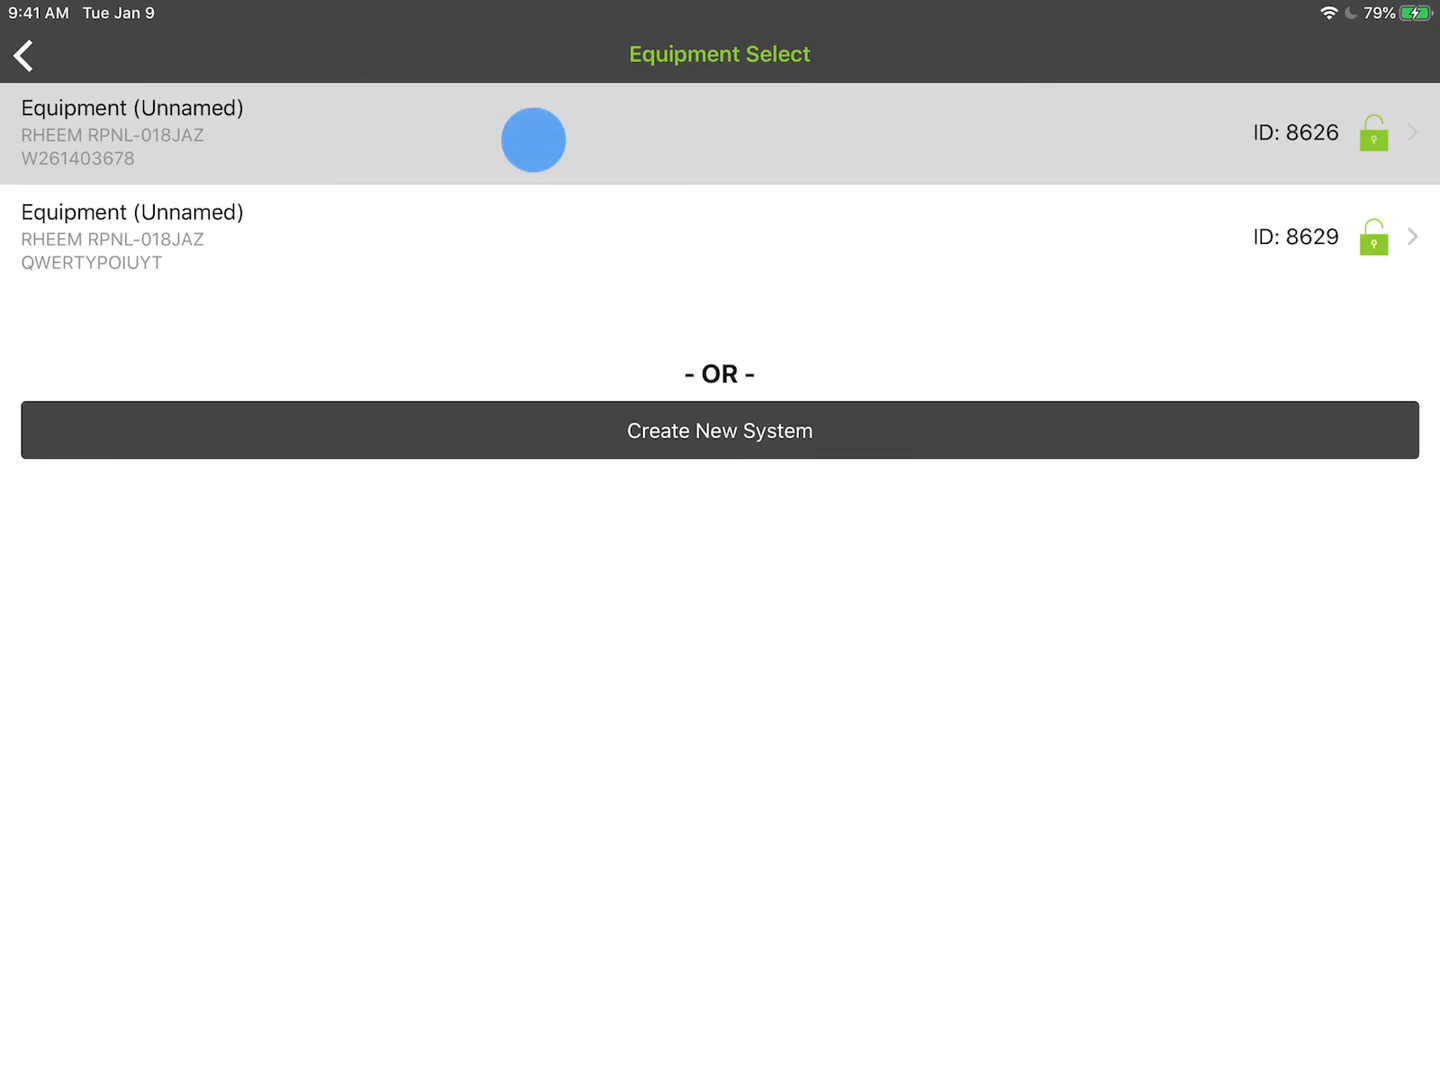 9:41 AM Tue Jan 9
79%
Equipment Select
Equipment (Unnamed)
RHEEM RPNL-018JAZ
W261403678
ID: 8626
Equipment (Unnamed)
RHEEM RPNL-018JAZ
QWERTYPOIUYT
ID: 8629
- OR -
Create New System